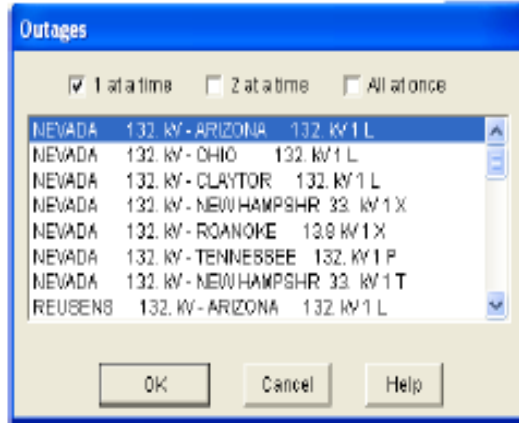 Outages
1 at a time 2 at a time All at once
NEVADA 132. kV - ARIZONA 132. kV 1 L
NEVADA 132. kV - OHIO 132. kV 1 L
NEVADA 132. kV - CLAYTOR 132. kV 1 L
NEVADA 132. kV - NEW HAMPSHR 33. kV 1 X
NEVADA 132. kV - ROANOKE 13.8 kV 1 X
NEVADA 132. kV - TENNESSEE 132. kV 1 P
NEVADA 132. kV - NEW HAMPSHR 33. kV 1 T
REUSENS 132. kV - ARIZONA 132. kV 1 L
OK Cancel Help